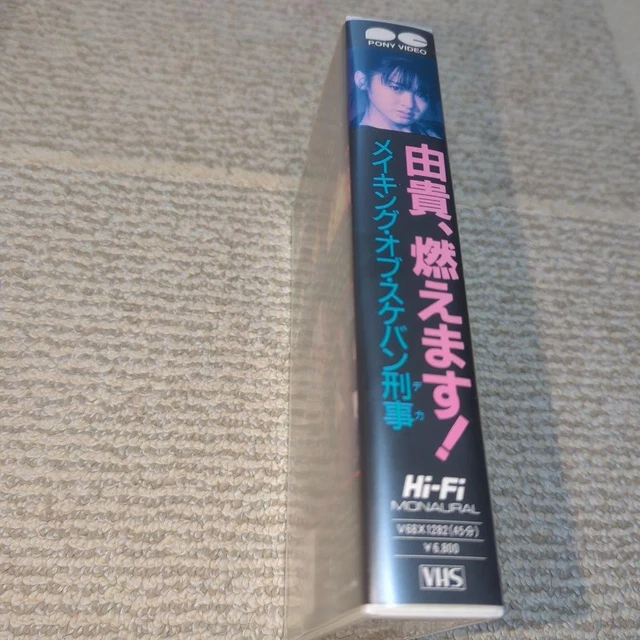 PONY VIDEO
由貴、燃えます!
メイキング・オブ・スケバン刑事
デカ
Hi-Fi
MONAURAL
V68X1282(45分)
¥6,800
VHS